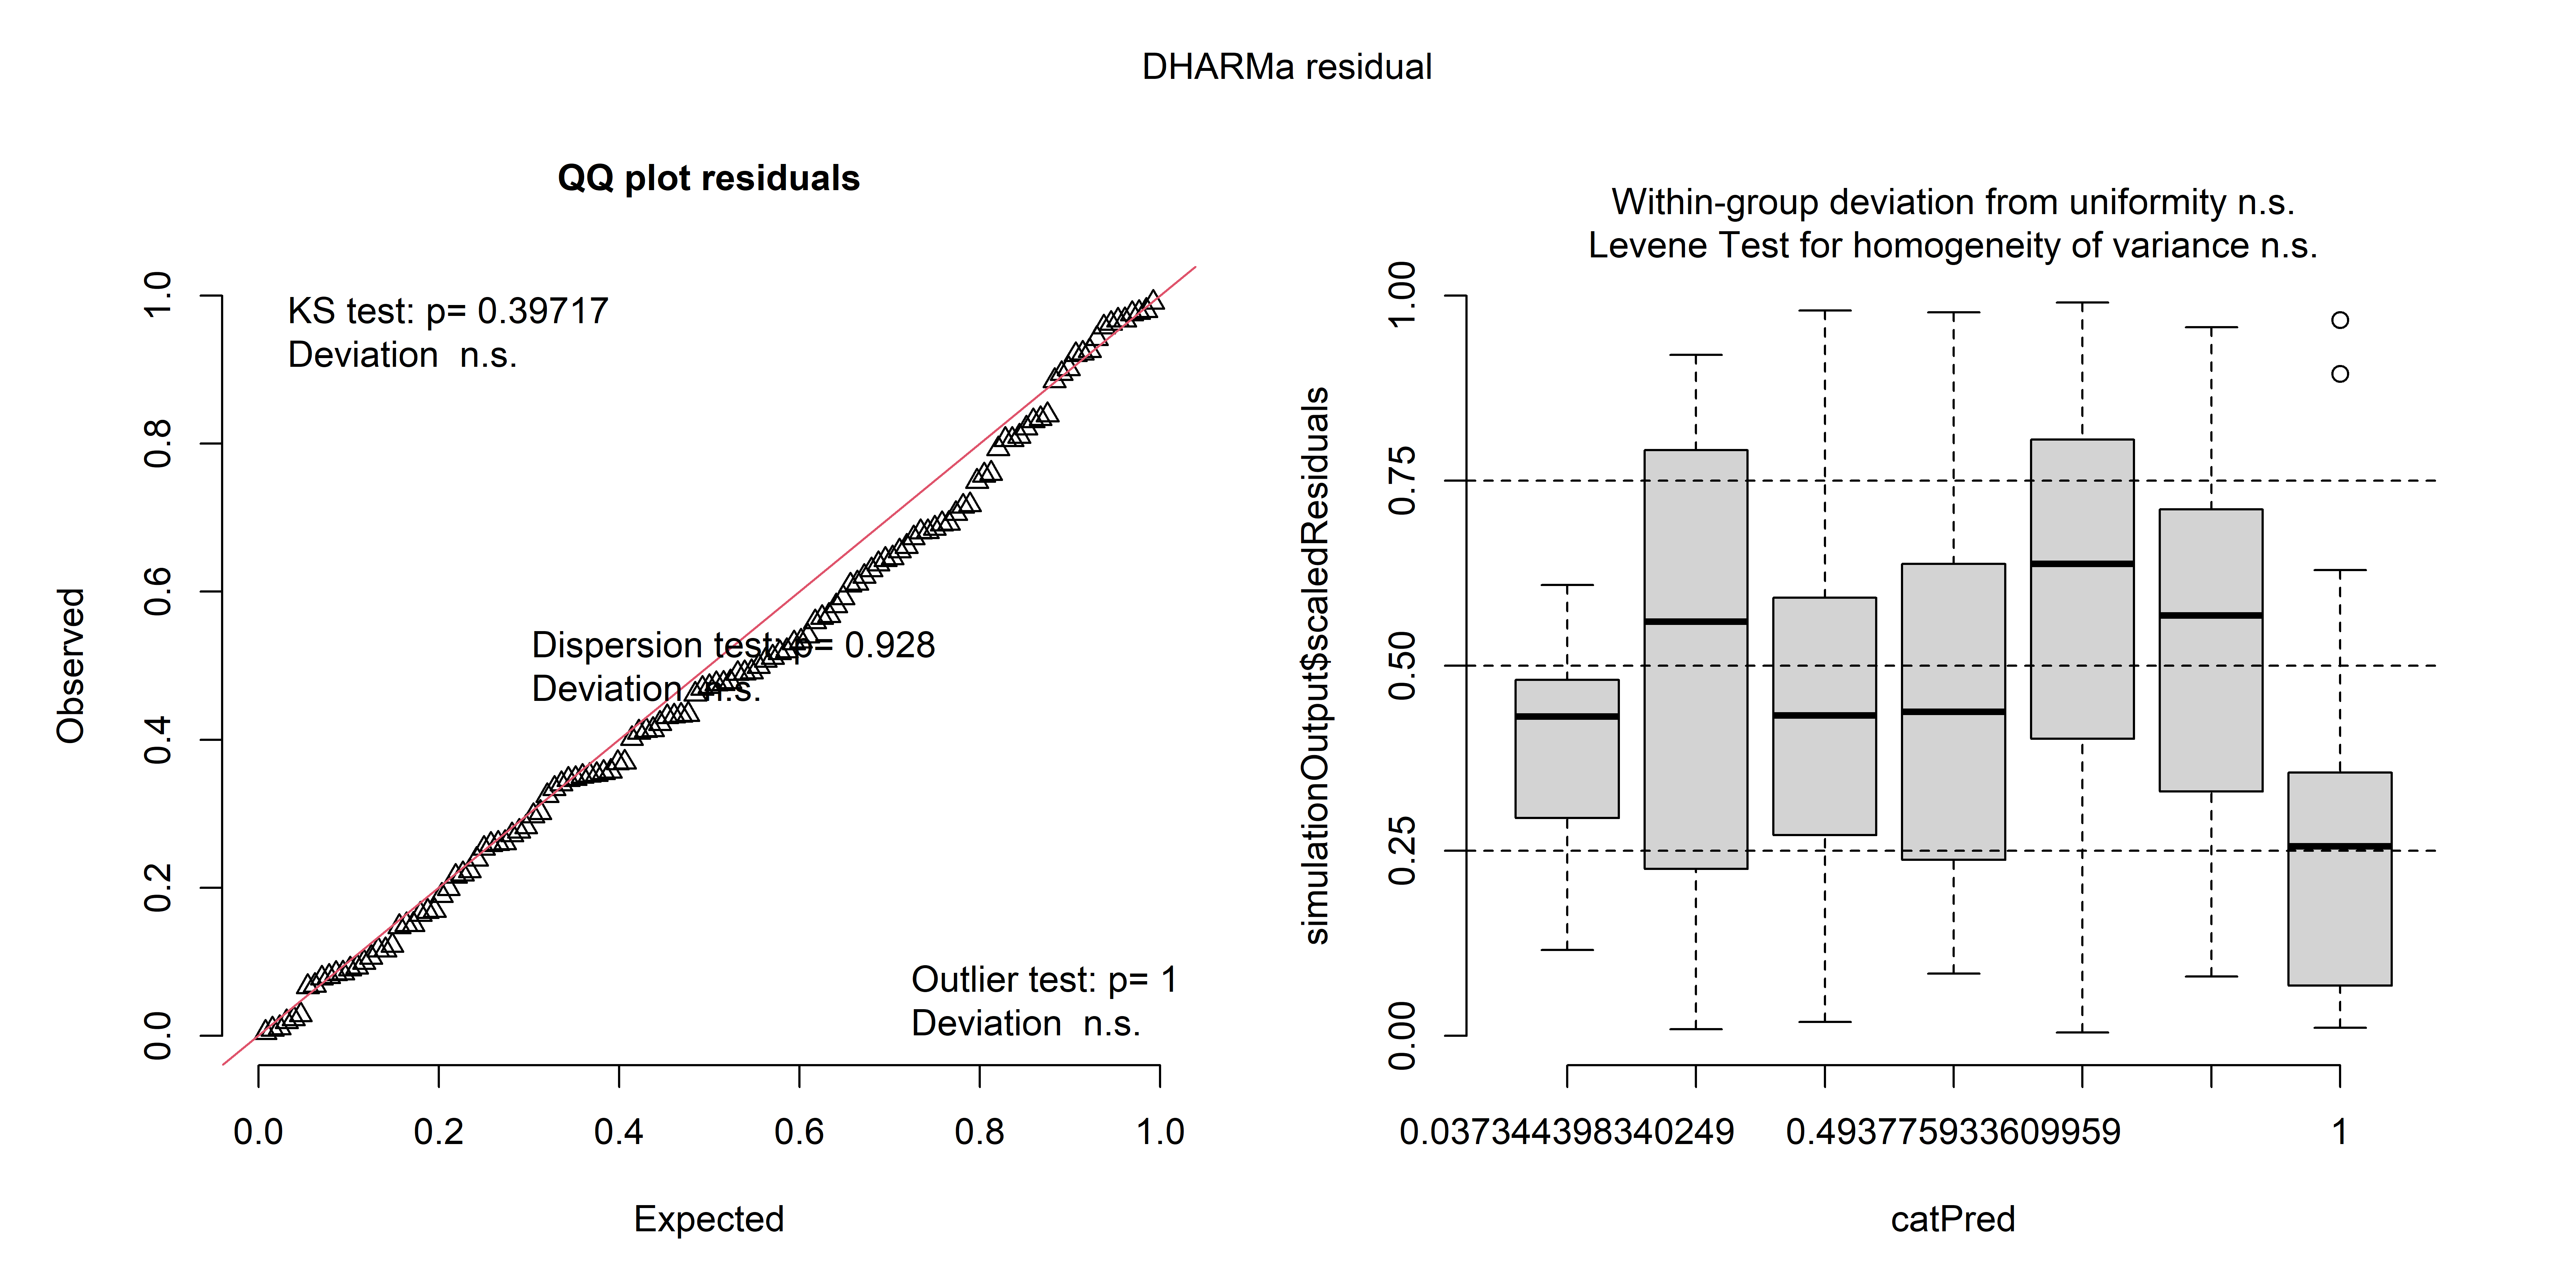 DHARMa residual
QQ plot residuals
KS test: p= 0.39717
Deviation  n.s.
Dispersion test: p= 0.928
Deviation  n.s.
Outlier test: p= 1
Deviation  n.s.
Observed
1.0
0.8
0.6
0.4
0.2
0.0
0.0 0.2 0.4 0.6 0.8 1.0
Expected
Within-group deviation from uniformity n.s.
Levene Test for homogeneity of variance n.s.
simulationOutput$scaledResiduals
1.00
0.75
0.50
0.25
0.00
0.037344398340249 0.493775933609959 1
catPred